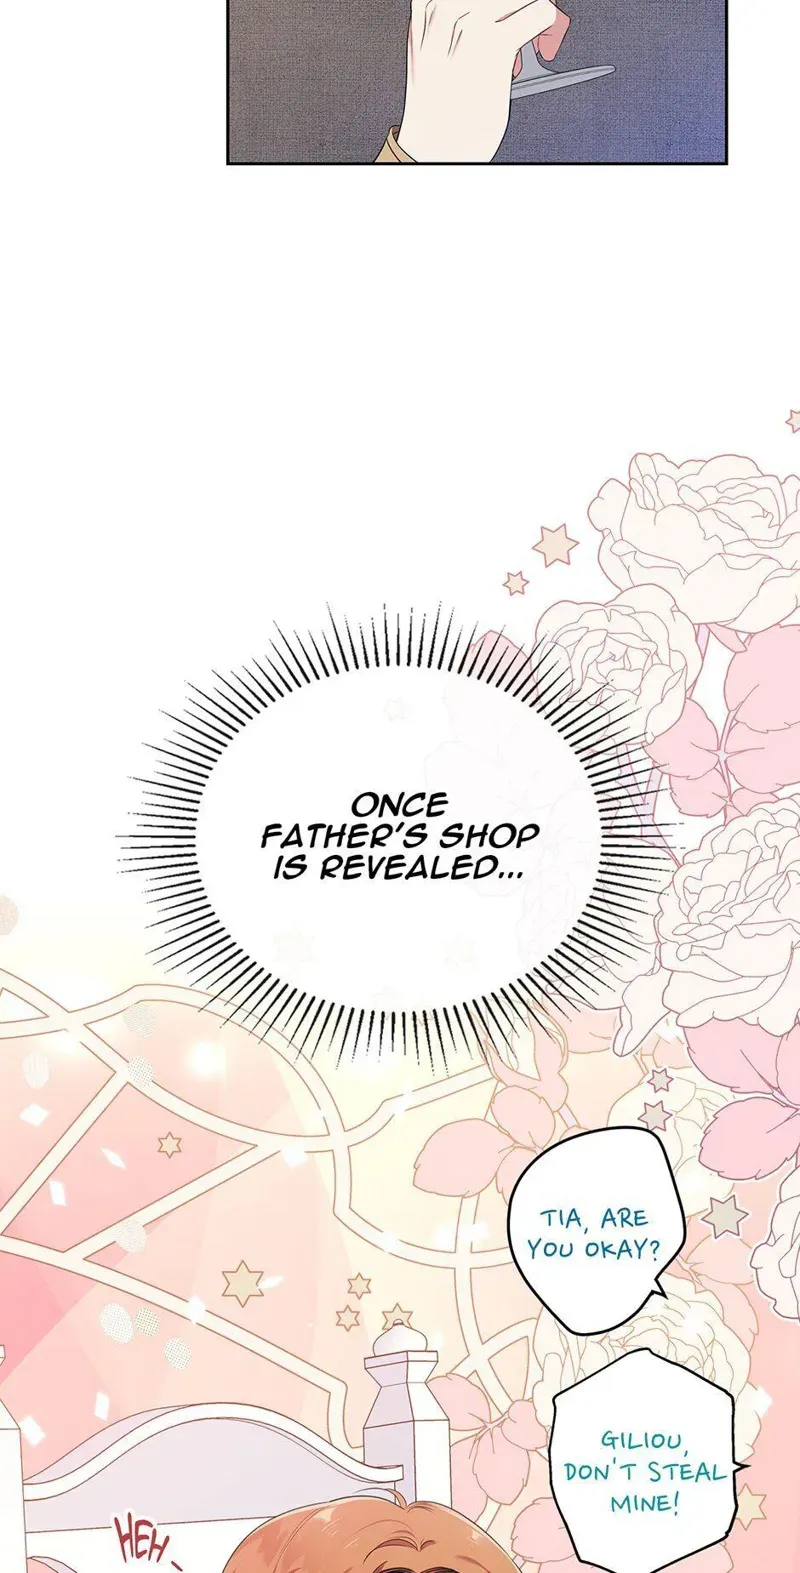 ONCE
FATHER'S SHOP
IS REVEALED...
TIA, ARE
YOU OKAY?
GILIOU,
DON'T STEAL
MINE!
HEH-